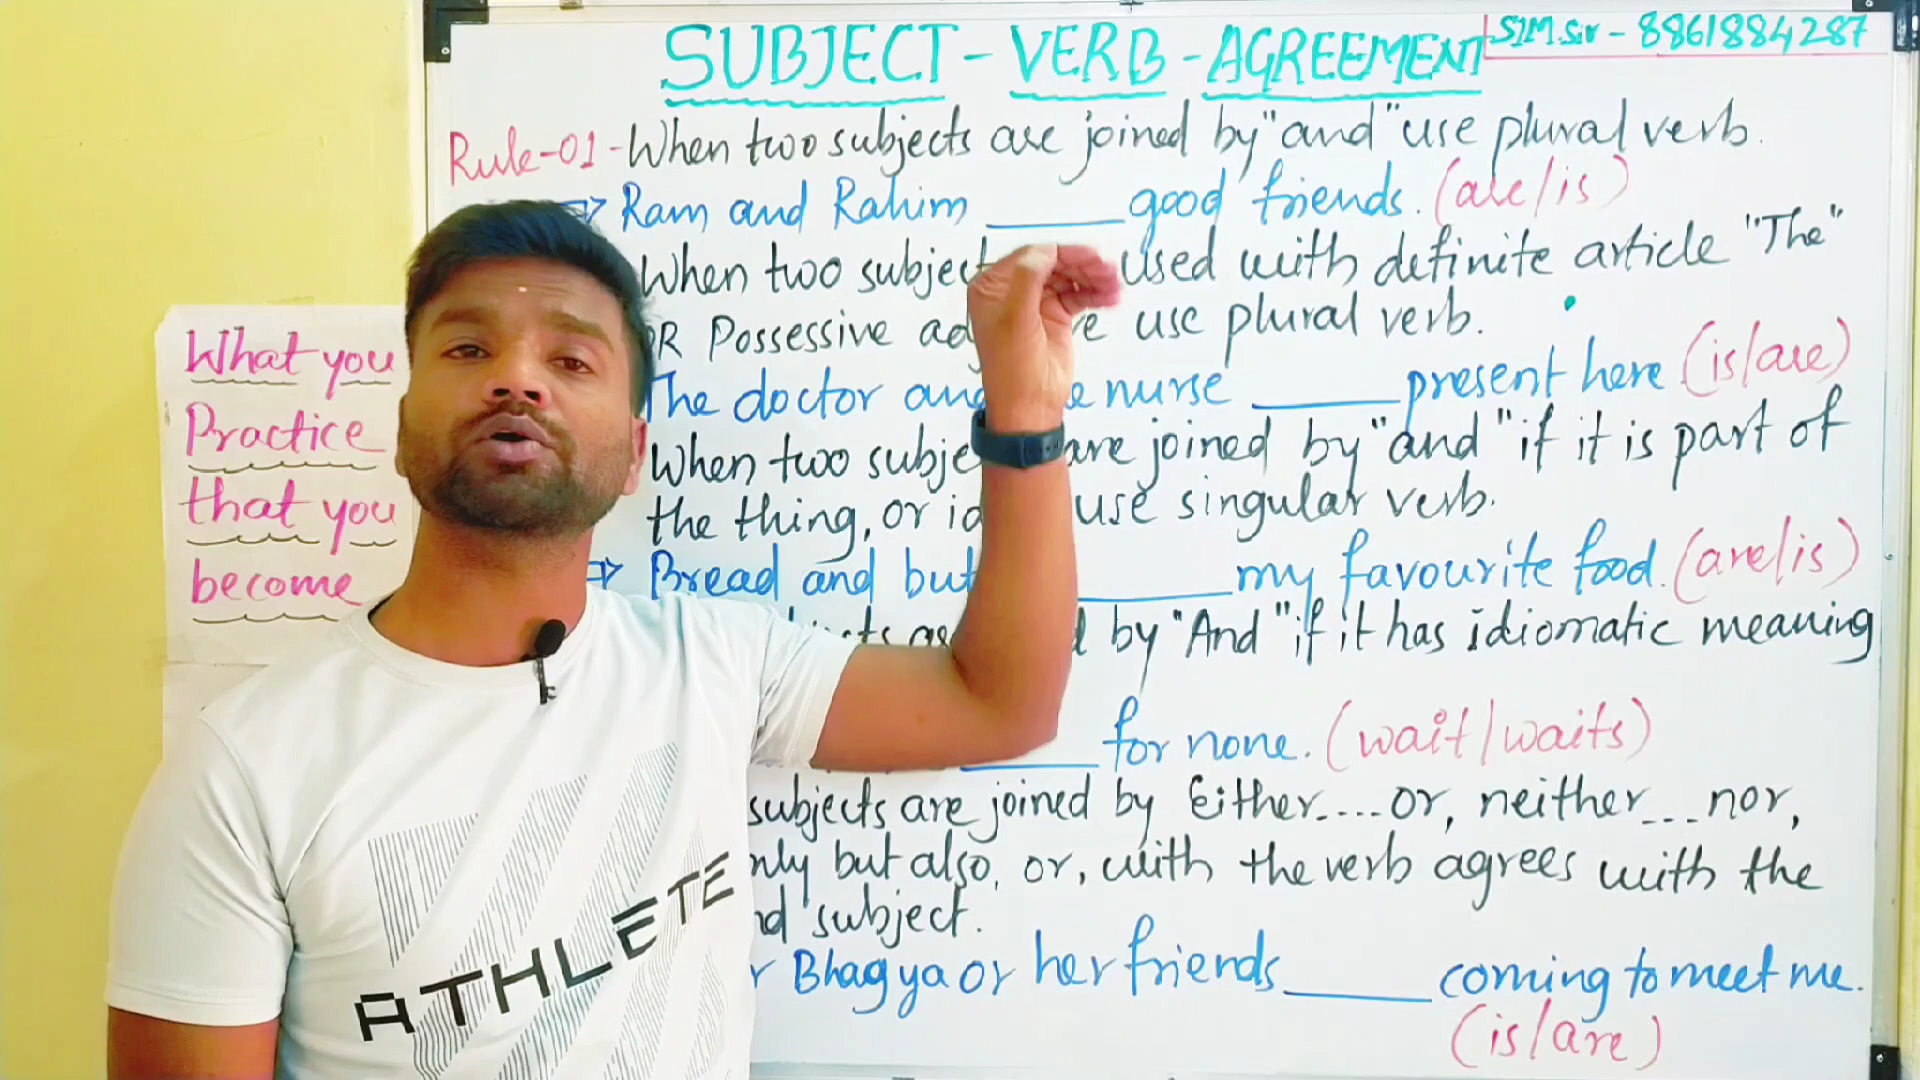 SUBJECT - VERB - AGREEMENT
SJM.Sir - 8861884287
Rule-01 - When two subjects are joined by "and" use plural verb.
⇒ Ram and Rahim ____ good friends. (are/is)
When two subject used with definite article "The"
OR Possessive use plural verb.
The doctor and nurse ____ present here (is/are)
When two are joined by "and" if it is part of
the thing, or use singular verb.
⇒ Bread and ____ my favourite food. (are/is)
by "And" if it has idiomatic meaning
____ for none. (wait/waits)
subjects are joined by Either....or, neither...nor,
but also, or, with the verb agrees with the
subject.
Bhagya or her friends ____ coming to meet me.
(is/are)
What you
Practice
that you
become
ATHLETE